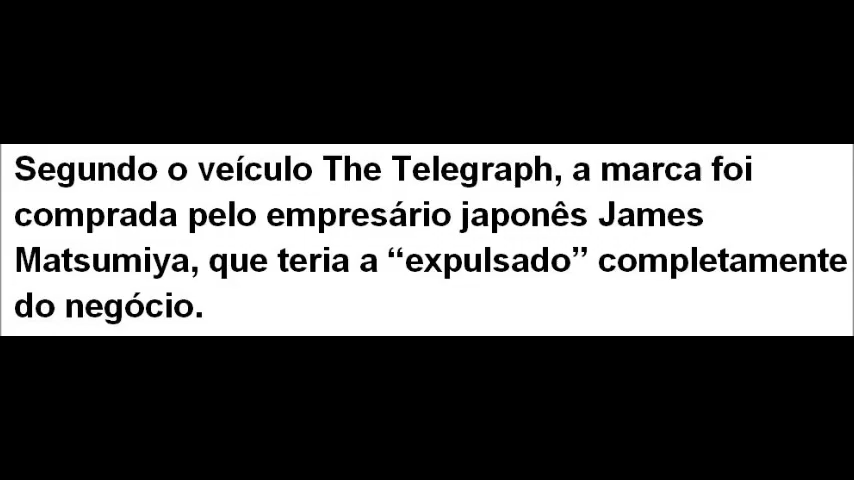 Segundo o veículo The Telegraph, a marca foi
comprada pelo empresário japonês James
Matsumiya, que teria a “expulsado” completamente
do negócio.